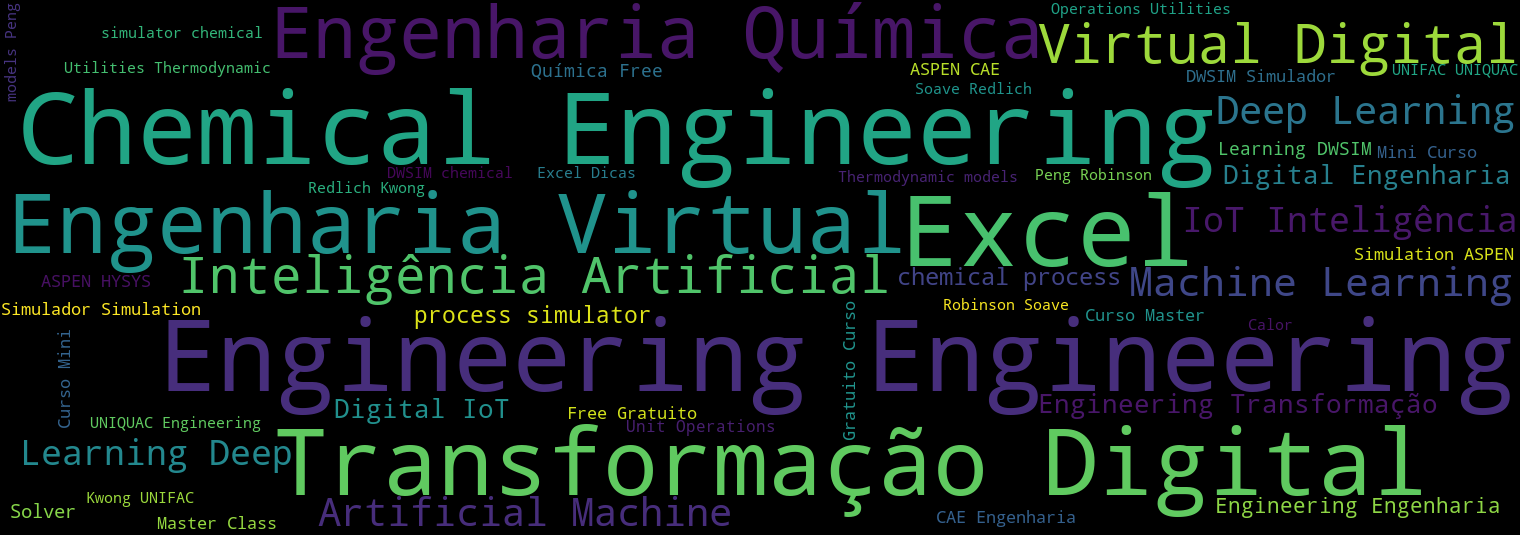 models Peng
simulator chemical
Engenharia Química
Operations Utilities
Virtual Digital
Utilities Thermodynamic
Química Free
ASPEN CAE
DWSIM Simulador
UNIFAC UNIQUAC
Soave Redlich
Chemical Engineering
Deep Learning
Learning DWSIM
Mini Curso
DWSIM chemical
Excel Dicas
Thermodynamic models
Peng Robinson
Digital Engenharia
Redlich Kwong
Engenharia Virtual
Excel
IoT Inteligência
Simulation ASPEN
ASPEN HYSYS
Inteligência Artificial
chemical process
Machine Learning
Simulador Simulation
process simulator
Robinson Soave
Curso Master
Calor
Curso Mini
Engineering Engineering
Gratuito Curso
Digital IoT
Free Gratuito
Engineering Transformação
UNIQUAC Engineering
Unit Operations
Learning Deep
Transformação Digital
Kwong UNIFAC
Solver
Master Class
Artificial Machine
CAE Engenharia
Engineering Engenharia